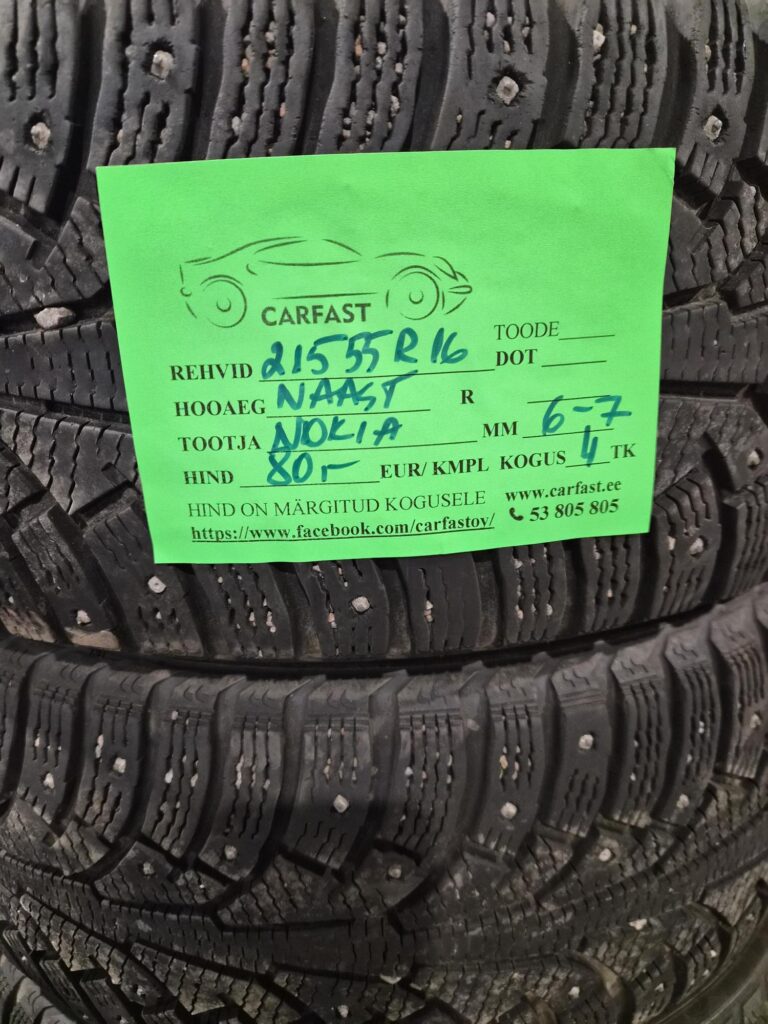 CARFAST
TOODE
REHVID 215 55 R 16 DOT
HOOAEG NAAST R
TOOTJA NOKIA MM 6-7
HIND 80,- EUR/ KMPL KOGUS 4 TK
HIND ON MÄRGITUD KOGUSELE www.carfast.ee
https://www.facebook.com/carfastoy/ 53 805 805